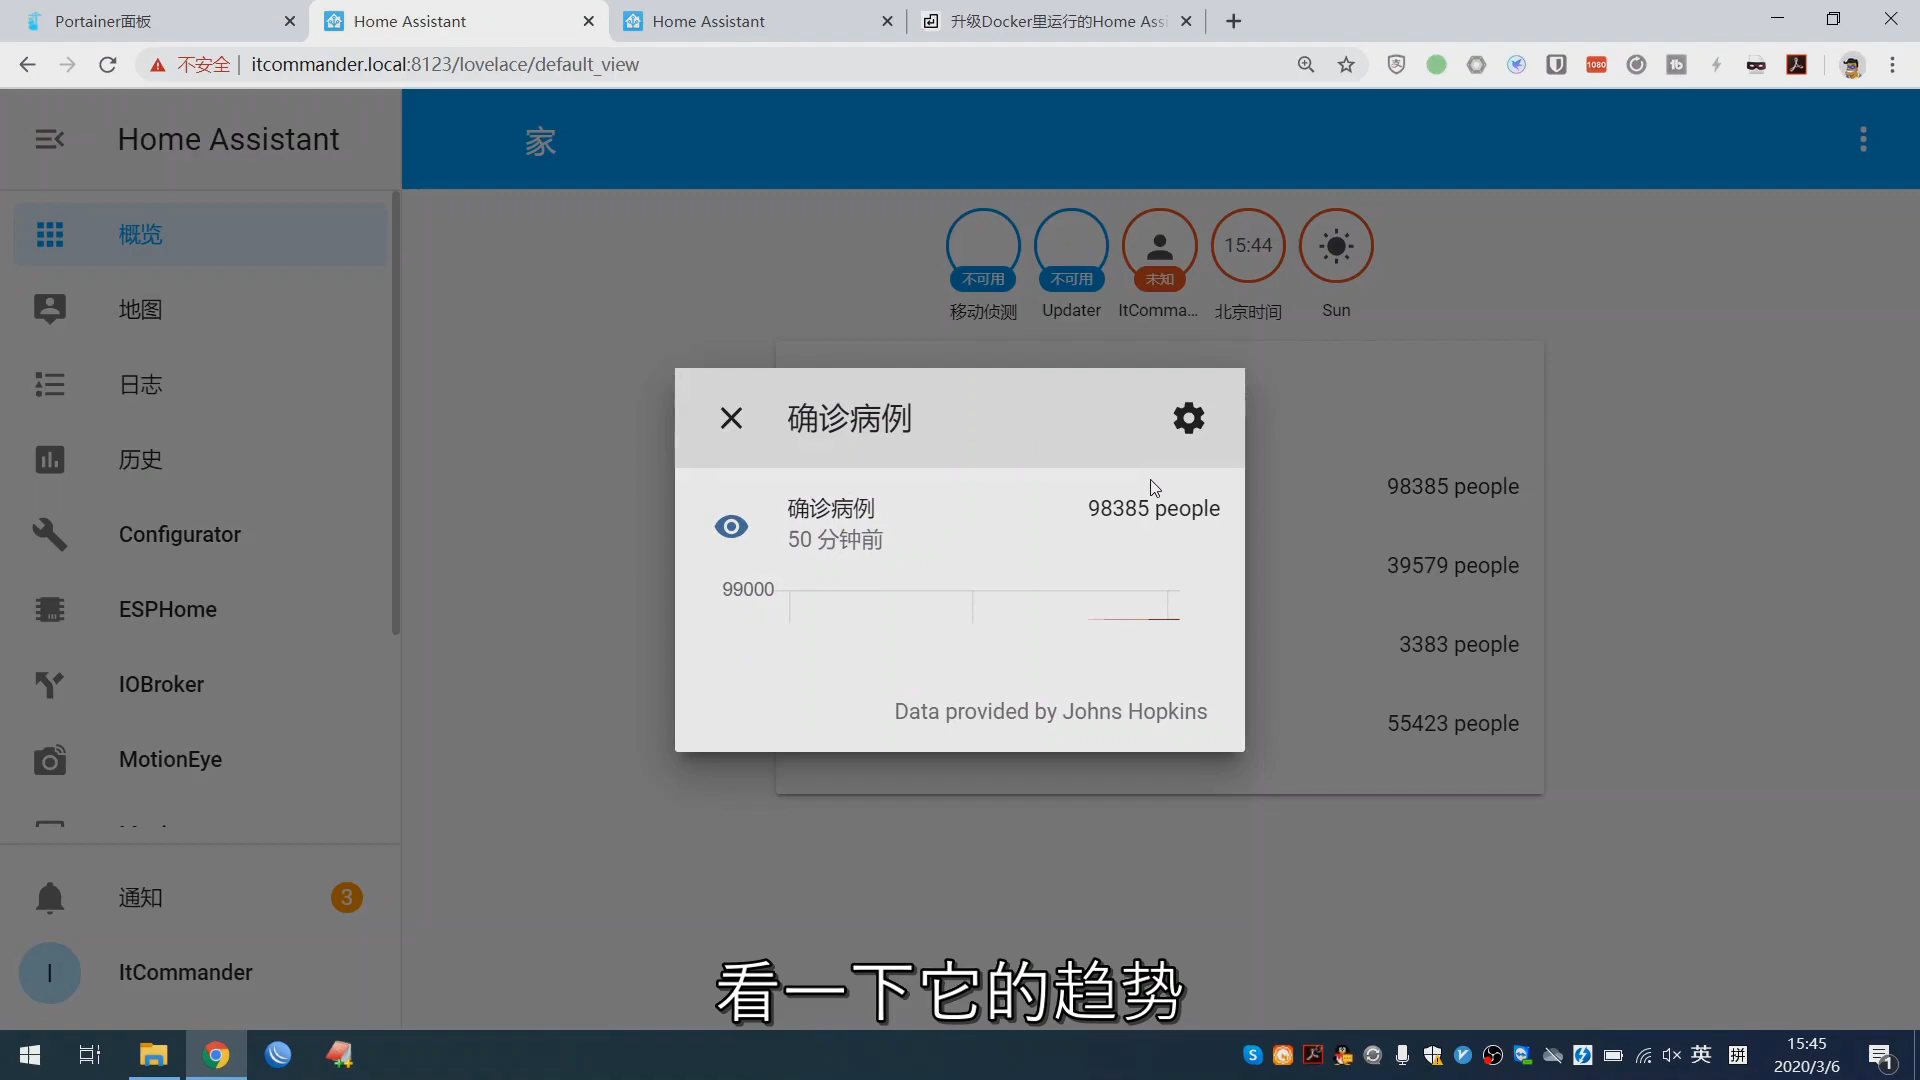 Portainer面板
Home Assistant
Home Assistant
升级Docker里运行的Home Assi
不安全
itcommander.local:8123/lovelace/default_view
1080
Home Assistant
家
概览
地图
日志
历史
Configurator
ESPHome
IOBroker
MotionEye
通知
3
I
ItCommander
不可用
不可用
未知
15:44
移动侦测
Updater
ItComma...
北京时间
Sun
确诊病例
确诊病例
98385 people
50 分钟前
99000
Data provided by Johns Hopkins
98385 people
39579 people
3383 people
55423 people
看一下它的趋势
英
拼
15:45
2020/3/6
1